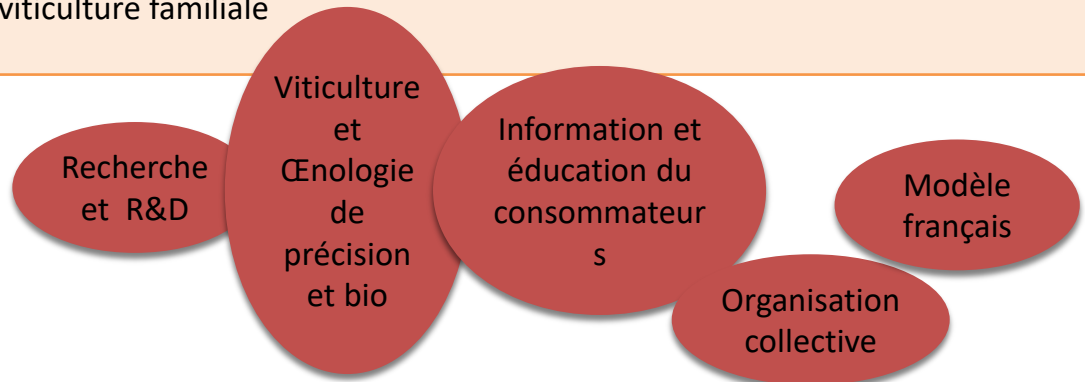 viticulture familiale
Recherche
et R&D
Viticulture
et
Œnologie
de
précision
et bio
Information et
éducation du
consommateur
s
Modèle
français
Organisation
collective